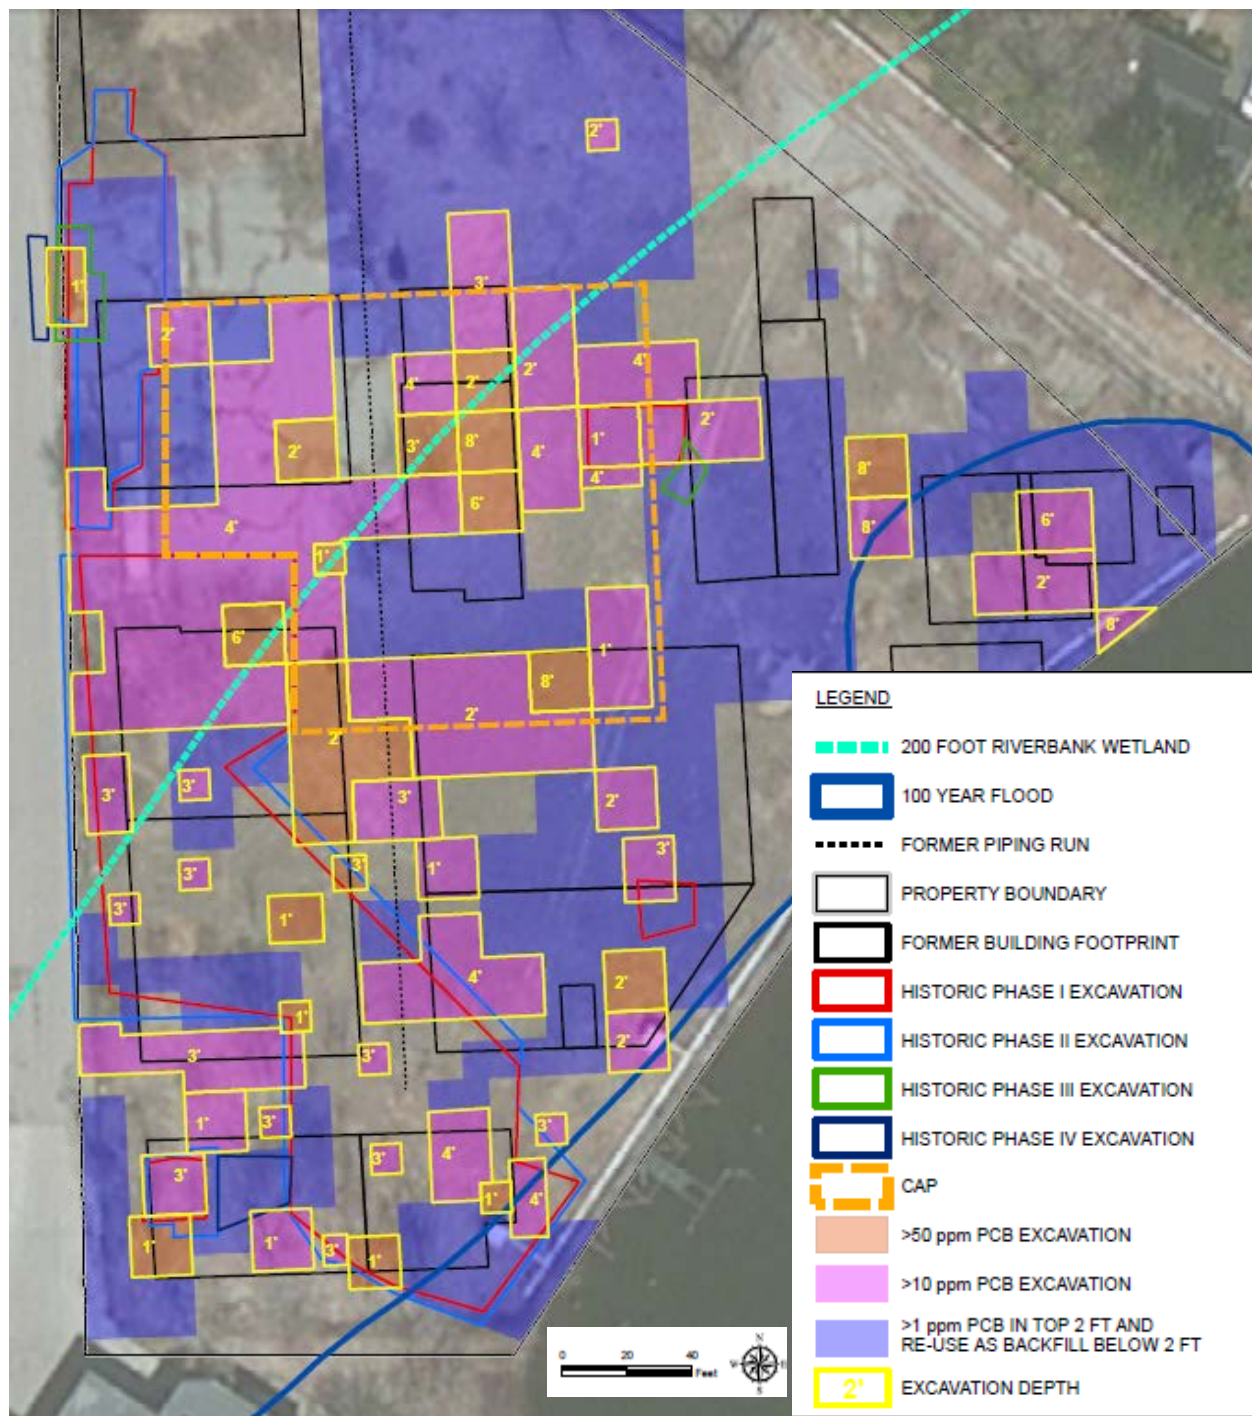 2'
1'
3'
2'
4'
4'
2'
2'
2'
2'
3'
8'
4'
1'
4'
6'
4'
1'
8'
8'
6'
2'
8'
6'
1'
8'
2'
2'
3'
3'
3'
2'
3'
3'
3'
1'
3'
1'
4'
2'
1'
2'
3'
3'
1'
3'
3'
3'
4'
3'
1'
4'
1'
1'
3'
1'
LEGEND
200 FOOT RIVERBANK WETLAND
100 YEAR FLOOD
FORMER PIPING RUN
PROPERTY BOUNDARY
FORMER BUILDING FOOTPRINT
HISTORIC PHASE I EXCAVATION
HISTORIC PHASE II EXCAVATION
HISTORIC PHASE III EXCAVATION
HISTORIC PHASE IV EXCAVATION
CAP
>50 ppm PCB EXCAVATION
>10 ppm PCB EXCAVATION
>1 ppm PCB IN TOP 2 FT AND
RE-USE AS BACKFILL BELOW 2 FT
2'
EXCAVATION DEPTH
0 20 40
Feet
N
W E
S